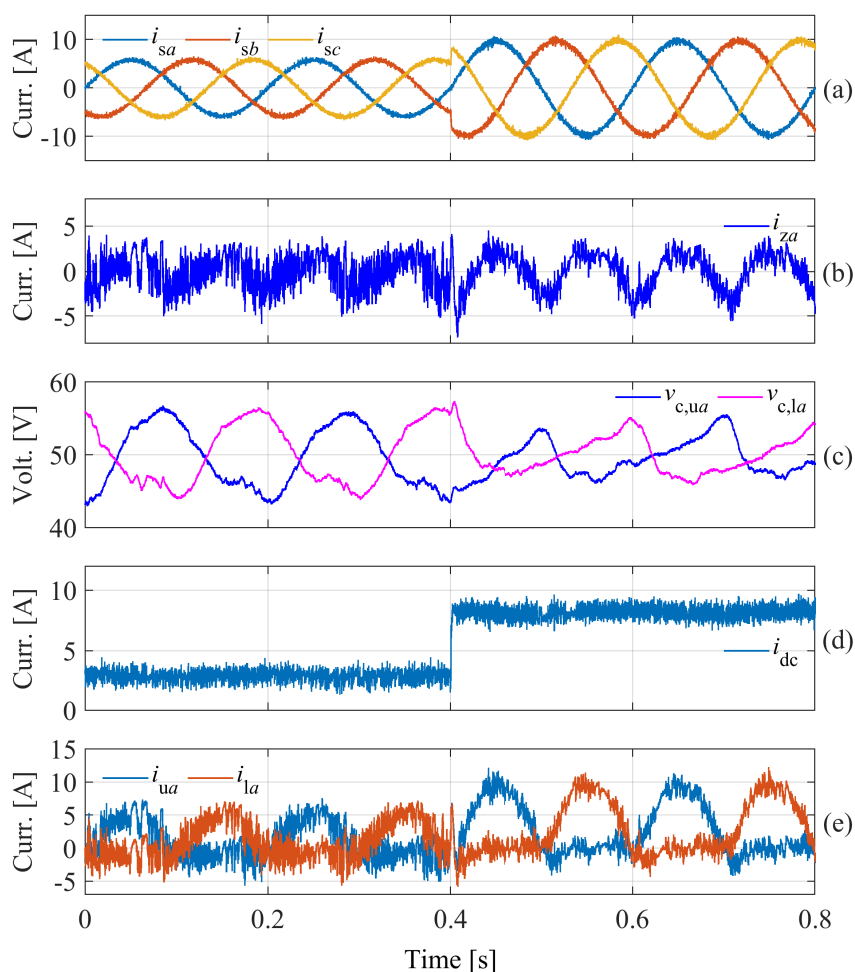 10
0
-10
Curr. [A]
isa isb isc
(a)
5
0
-5
Curr. [A]
iza
(b)
60
50
40
Volt. [V]
vc,ua vc,la
(c)
10
5
0
Curr. [A]
idc
(d)
15
10
5
0
-5
Curr. [A]
iua ila
(e)
0 0.2 0.4 0.6 0.8
Time [s]